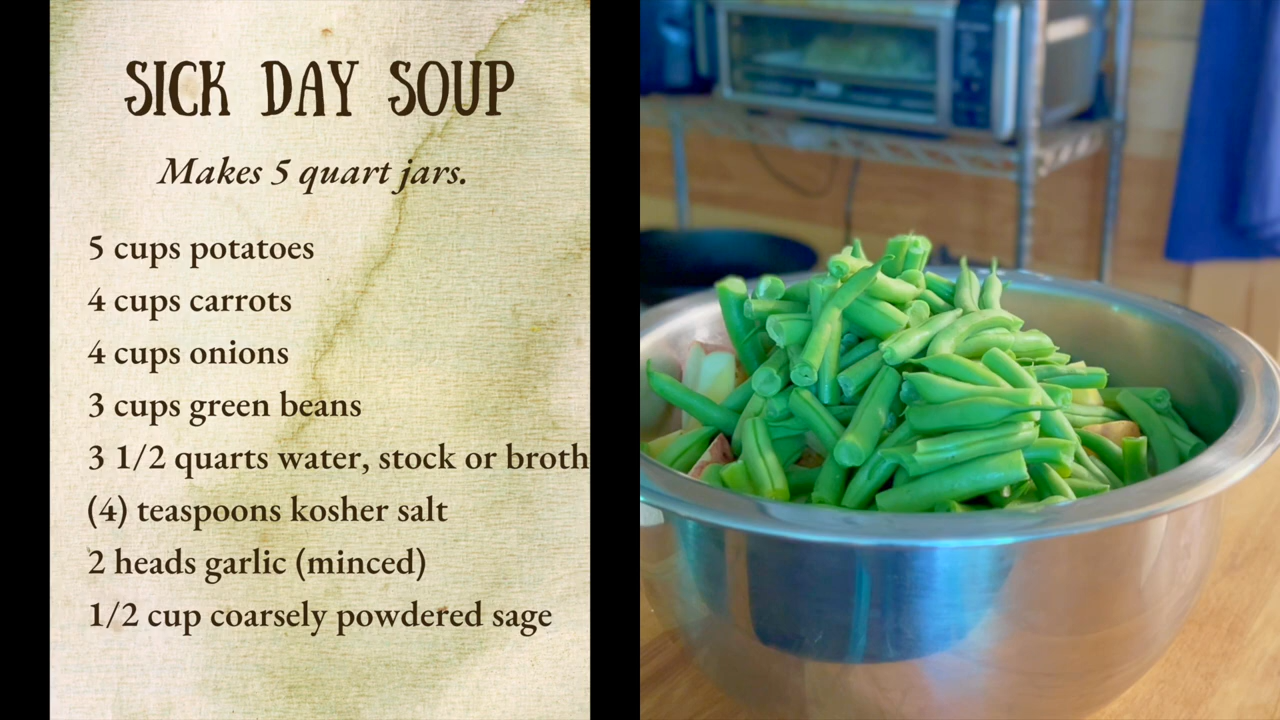 SICK DAY SOUP
Makes 5 quart jars.
5 cups potatoes
4 cups carrots
4 cups onions
3 cups green beans
3 1/2 quarts water, stock or broth
(4) teaspoons kosher salt
2 heads garlic (minced)
1/2 cup coarsely powdered sage